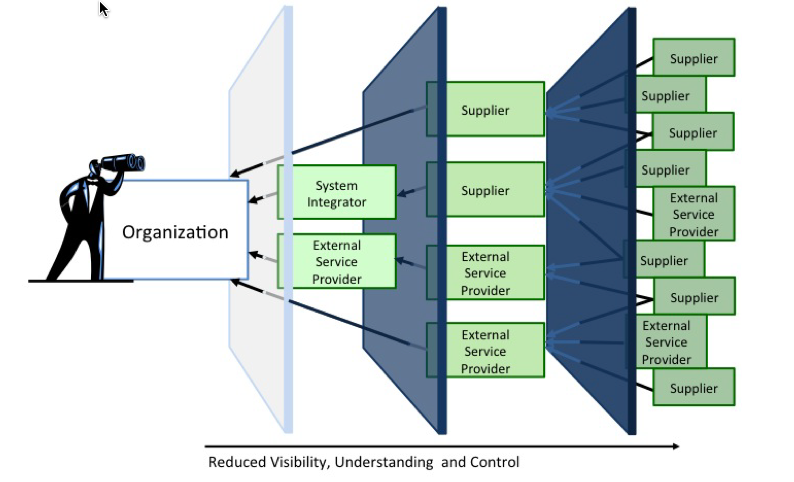 Organization
System
Integrator
External
Service
Provider
Supplier
Supplier
External
Service
Provider
External
Service
Provider
Supplier
Supplier
Supplier
Supplier
External
Service
Provider
Supplier
Supplier
External
Service
Provider
Supplier
Reduced Visibility, Understanding and Control